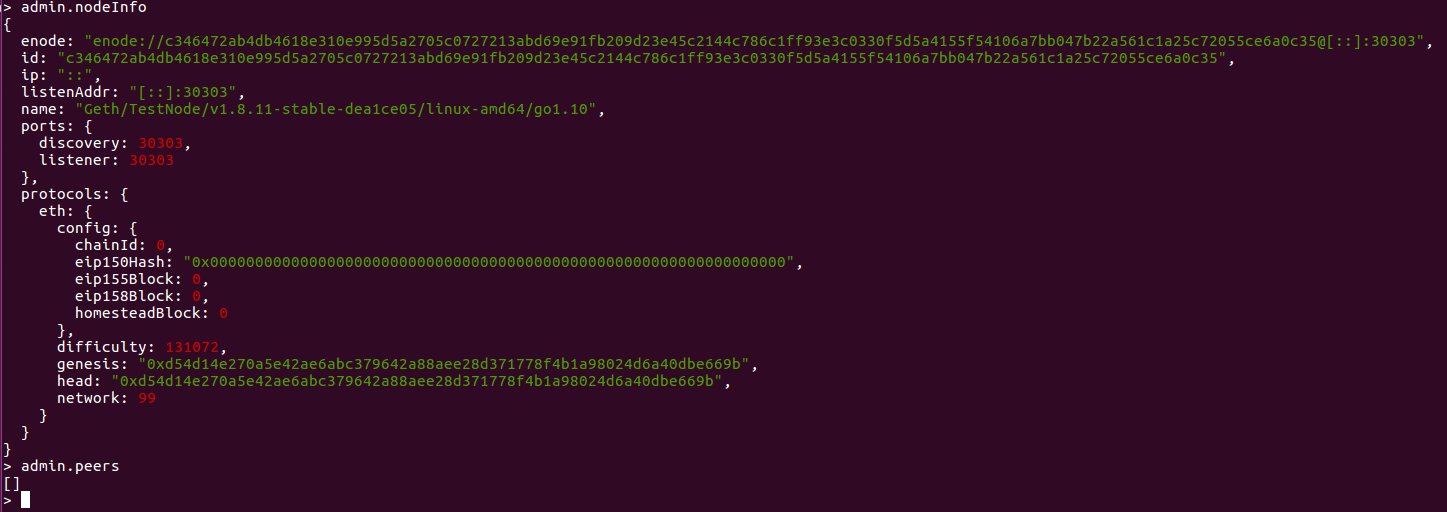 > admin.nodeInfo
{
  enode: "enode://c346472ab4db4618e310e995d5a2705c0727213abd69e91fb209d23e45c2144c786c1ff93e3c0330f5d5a4155f54106a7bb047b22a561c1a25c72055ce6a0c35@[::]:30303",
  id: "c346472ab4db4618e310e995d5a2705c0727213abd69e91fb209d23e45c2144c786c1ff93e3c0330f5d5a4155f54106a7bb047b22a561c1a25c72055ce6a0c35",
  ip: "::",
  listenAddr: "[::]:30303",
  name: "Geth/TestNode/v1.8.11-stable-dea1ce05/linux-amd64/go1.10",
  ports: {
    discovery: 30303,
    listener: 30303
  },
  protocols: {
    eth: {
      config: {
        chainId: 0,
        eip150Hash: "0x0000000000000000000000000000000000000000000000000000000000000000",
        eip155Block: 0,
        eip158Block: 0,
        homesteadBlock: 0
      },
      difficulty: 131072,
      genesis: "0xd54d14e270a5e42ae6abc379642a88aee28d371778f4b1a98024d6a40dbe669b",
      head: "0xd54d14e270a5e42ae6abc379642a88aee28d371778f4b1a98024d6a40dbe669b",
      network: 99
    }
  }
}
> admin.peers
[]
>